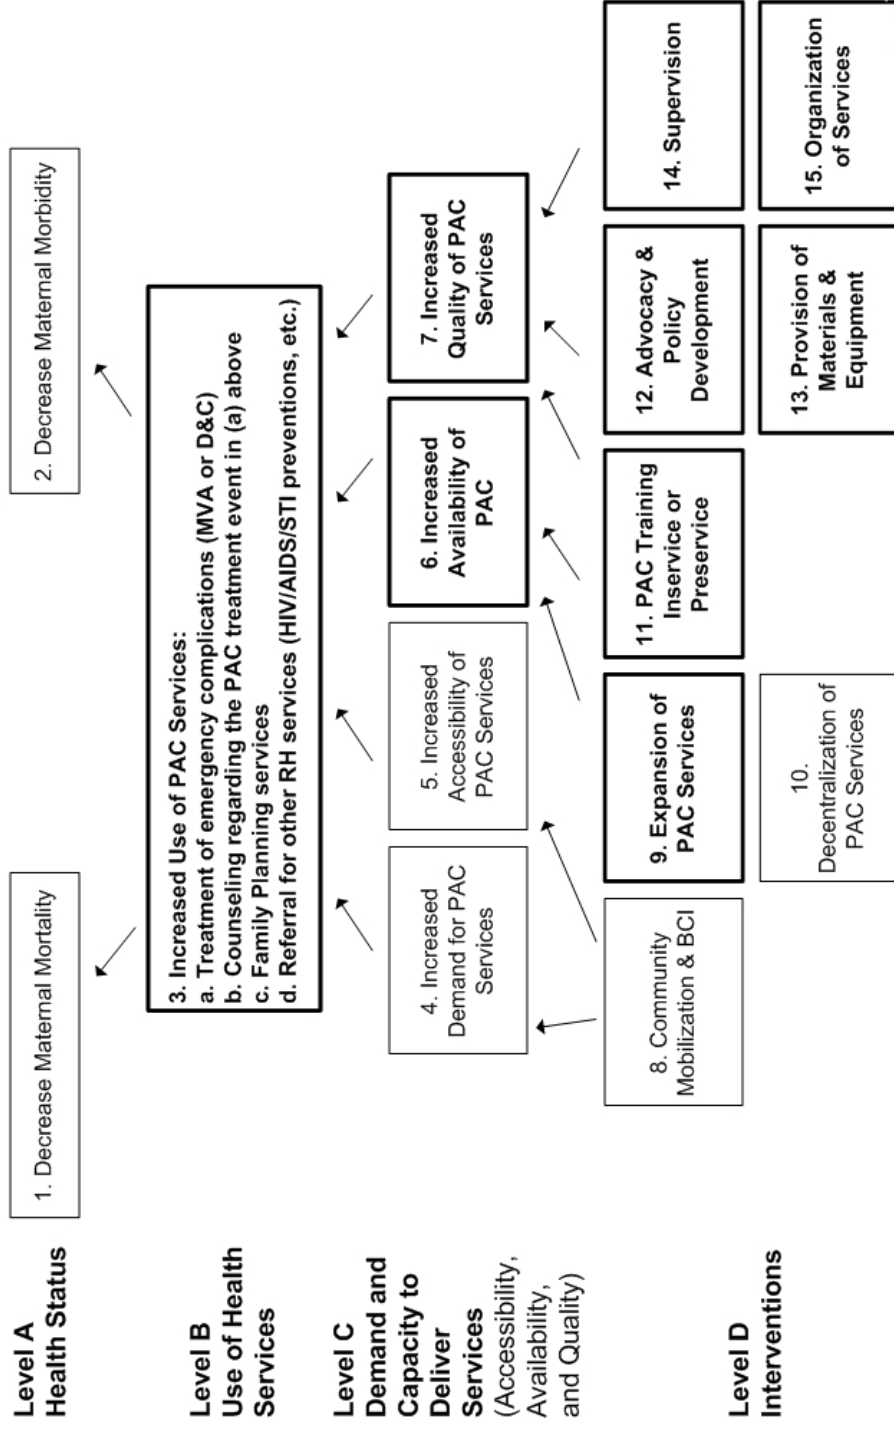 Level A
Health Status
1. Decrease Maternal Mortality
2. Decrease Maternal Morbidity
Level B
Use of Health
Services
3. Increased Use of PAC Services:
a. Treatment of emergency complications (MVA or D&C)
b. Counseling regarding the PAC treatment event in (a) above
c. Family Planning services
d. Referral for other RH services (HIV/AIDS/STI preventions, etc.)
Level C
Demand and
Capacity to
Deliver
Services
(Accessibility,
Availability,
and Quality)
4. Increased
Demand for PAC
Services
5. Increased
Accessibility of
PAC Services
6. Increased
Availability of
PAC
7. Increased
Quality of PAC
Services
Level D
Interventions
8. Community
Mobilization & BCI
9. Expansion of
PAC Services
10.
Decentralization of
PAC Services
11. PAC Training
Inservice or
Preservice
12. Advocacy &
Policy
Development
13. Provision of
Materials &
Equipment
14. Supervision
15. Organization
of Services